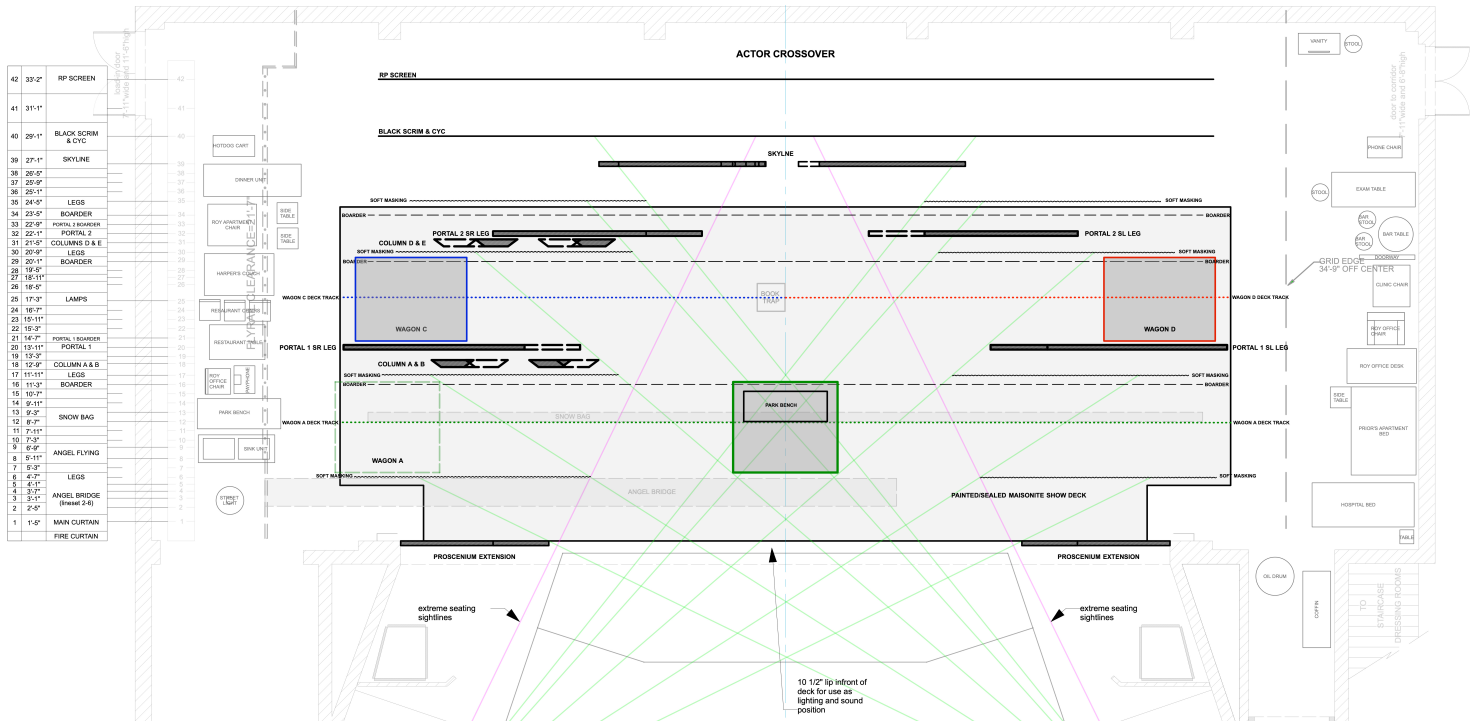 ACTOR CROSSOVER
RP SCREEN
BLACK SCRIM & CYC
SKYLNE
42 33'-2" RP SCREEN
41 31'-1"
40 29'-1" BLACK SCRIM
& CYC
39 27'-1" SKYLINE
38 26'-5"
37 25'-9"
36 25'-1"
35 24'-5" LEGS
34 23'-5" BOARDER
33 22'-9" PORTAL 2 BOARDER
32 22'-1" PORTAL 2
31 21'-5" COLUMNS D & E
30 20'-9" LEGS
29 20'-1" BOARDER
28 19'-5"
27 18'-11"
26 18'-5"
25 17'-3" LAMPS
24 16'-7"
23 15'-11"
22 15'-3"
21 14'-7" PORTAL 1 BOARDER
20 13'-11" PORTAL 1
19 13'-3"
18 12'-9" COLUMN A & B
17 11'-11" LEGS
16 11'-3" BOARDER
15 10'-7"
14 9'-11"
13 9'-3" SNOW BAG
12 8'-7"
11 7'-11"
10 7'-3"
9 6'-9" ANGEL FLYING
8 5'-11"
7 5'-3"
6 4'-7" LEGS
5 4'-1"
4 3'-7" ANGEL BRIDGE
3 3'-1" (lineset 2-6)
2 2'-5"
1 1'-5" MAIN CURTAIN
FIRE CURTAIN
HOTDOG CART
DINNER UNIT
ROY APARTMENT
CHAIR
SIDE
TABLE
SIDE
TABLE
HARPER'S COUCH
RESTAURANT CHAIRS
RESTAURANT TABLE
ROY
OFFICE
CHAIR
PAYPHONE
PARK BENCH
SINK UNIT
STREET
LIGHT
SOFT MASKING
SOFT MASKING
BOARDER
BOARDER
PORTAL 2 SR LEG
PORTAL 2 SL LEG
COLUMN D & E
SOFT MASKING
SOFT MASKING
BOARDER
BOARDER
WAGON C DECK TRACK
BOOK
TRAP
WAGON D DECK TRACK
WAGON C
WAGON D
PORTAL 1 SR LEG
PORTAL 1 SL LEG
COLUMN A & B
SOFT MASKING
SOFT MASKING
BOARDER
BOARDER
PARK BENCH
SNOW BAG
WAGON A DECK TRACK
WAGON A DECK TRACK
WAGON A
SOFT MASKING
SOFT MASKING
ANGEL BRIDGE
PAINTED/SEALED MAISONITE SHOW DECK
PROSCENIUM EXTENSION
PROSCENIUM EXTENSION
extreme seating
sightlines
extreme seating
sightlines
10 1/2" lip infront of
deck for use as
lighting and sound
position
VANITY
STOOL
door to corridor
PHONE CHAIR
STOOL
EXAM TABLE
BAR
STOOL
BAR
STOOL
BAR TABLE
DOORWAY
GRID EDGE
34'-9" OFF CENTER
CLINIC CHAIR
ROY OFFICE
CHAIR
ROY OFFICE DESK
SIDE
TABLE
PRIOR'S APARTMENT
BED
HOSPITAL BED
TABLE
OIL DRUM
COFFIN
TO
STAIRCASE
DRESSING ROOMS